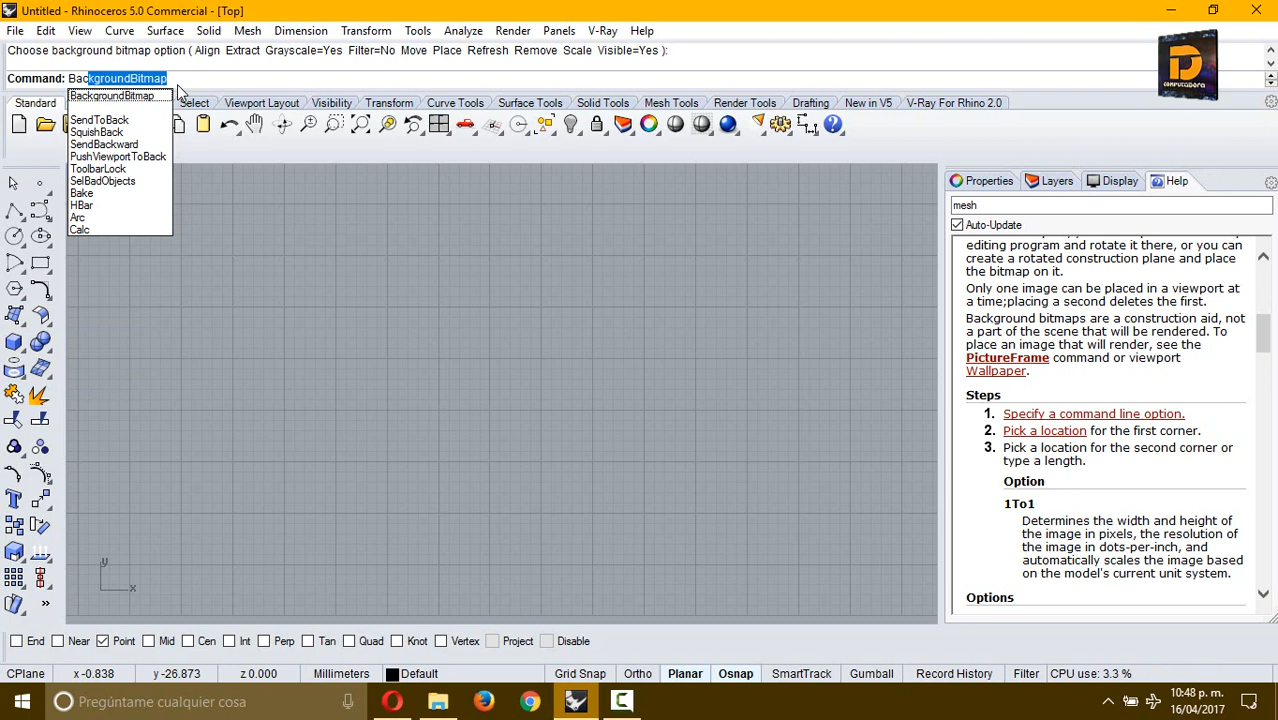 Untitled - Rhinoceros 5.0 Commercial - [Top]
File Edit View Curve Surface Solid Mesh Dimension Transform Tools Analyze Render Panels V-Ray Help
Choose background bitmap option ( Align Extract Grayscale=Yes Filter=No Move Place Refresh Remove Scale Visible=Yes ):
Command: BackgroundBitmap
BackgroundBitmap
SendToBack
SquishBack
SendBackward
PushViewportToBack
ToolbarLock
SelBadObjects
Bake
HBar
Arc
Calc
Standard Select Viewport Layout Visibility Transform Curve Tools Surface Tools Solid Tools Mesh Tools Render Tools Drafting New in V5 V-Ray For Rhino 2.0
COMPUTADORA
Properties Layers Display Help
mesh
Auto-Update
editing program and rotate it there, or you can
create a rotated construction plane and place
the bitmap on it.
Only one image can be placed in a viewport at
a time;placing a second deletes the first.
Background bitmaps are a construction aid, not
a part of the scene that will be rendered. To
place an image that will render, see the
PictureFrame command or viewport
Wallpaper.
Steps
1. Specify a command line option.
2. Pick a location for the first corner.
3. Pick a location for the second corner or
type a length.
Option
1To1
Determines the width and height of
the image in pixels, the resolution of
the image in dots-per-inch, and
automatically scales the image based
on the model's current unit system.
Options
y
x
End Near Point Mid Cen Int Perp Tan Quad Knot Vertex Project Disable
CPlane x -0.838 y -26.873 z 0.000 Millimeters Default Grid Snap Ortho Planar Osnap SmartTrack Gumball Record History Filter CPU use: 3.3 %
Pregúntame cualquier cosa
10:48 p. m.
16/04/2017